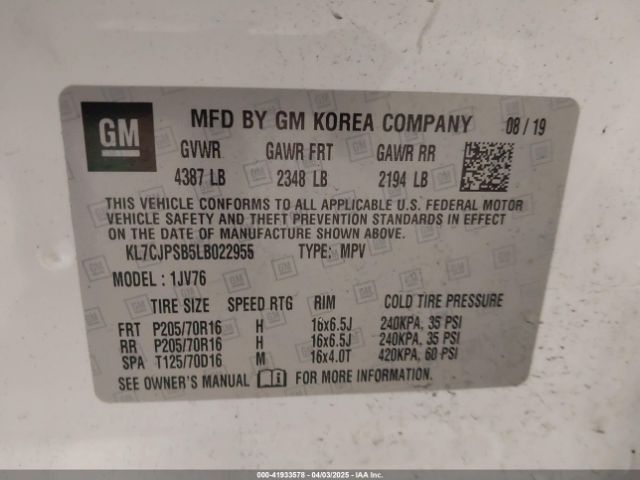 GM
MFD BY GM KOREA COMPANY 08 / 19
GVWR GAWR FRT GAWR RR
4387 LB 2348 LB 2194 LB
THIS VEHICLE CONFORMS TO ALL APPLICABLE U.S. FEDERAL MOTOR
VEHICLE SAFETY AND THEFT PREVENTION STANDARDS IN EFFECT
ON THE DATE OF MANUFACTURE SHOWN ABOVE.
KL7CJPSB5LB022955 TYPE: MPV
MODEL : 1JV76
TIRE SIZE SPEED RTG RIM COLD TIRE PRESSURE
FRT P205/70R16 H 16x6.5J 240KPA, 35 PSI
RR P205/70R16 H 16x6.5J 240KPA, 35 PSI
SPA T125/70D16 M 16x4.0T 420KPA, 60 PSI
SEE OWNER'S MANUAL FOR MORE INFORMATION.
000-41933578 - 04/03/2025 - IAA Inc.